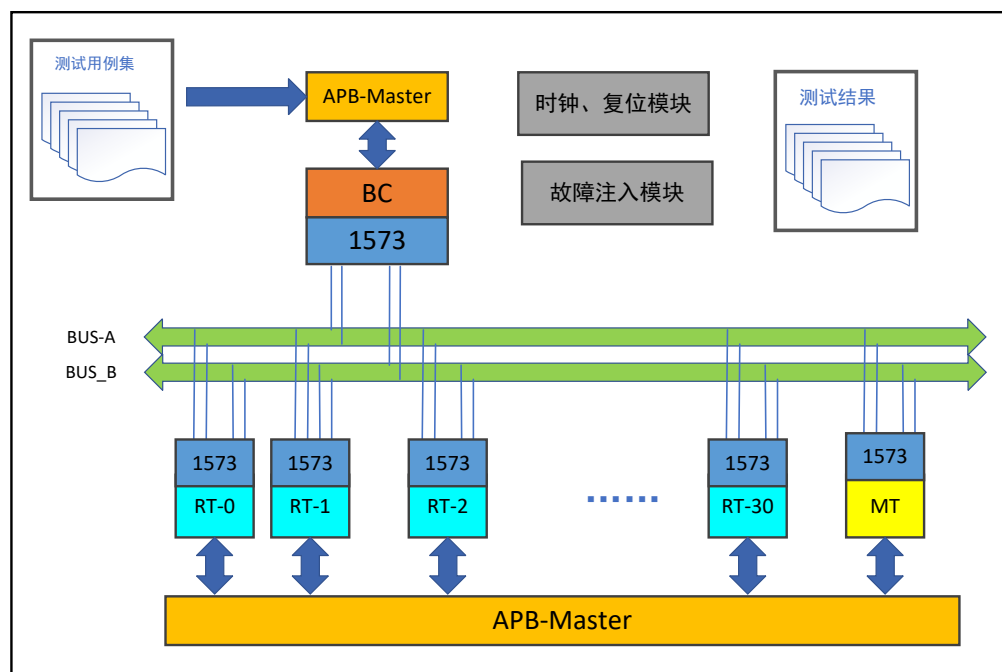 测试用例集
APB-Master
时钟、复位模块
测试结果
BC
故障注入模块
1573
BUS-A
BUS_B
1573
1573
1573
1573
1573
RT-0
RT-1
RT-2
……
RT-30
MT
APB-Master